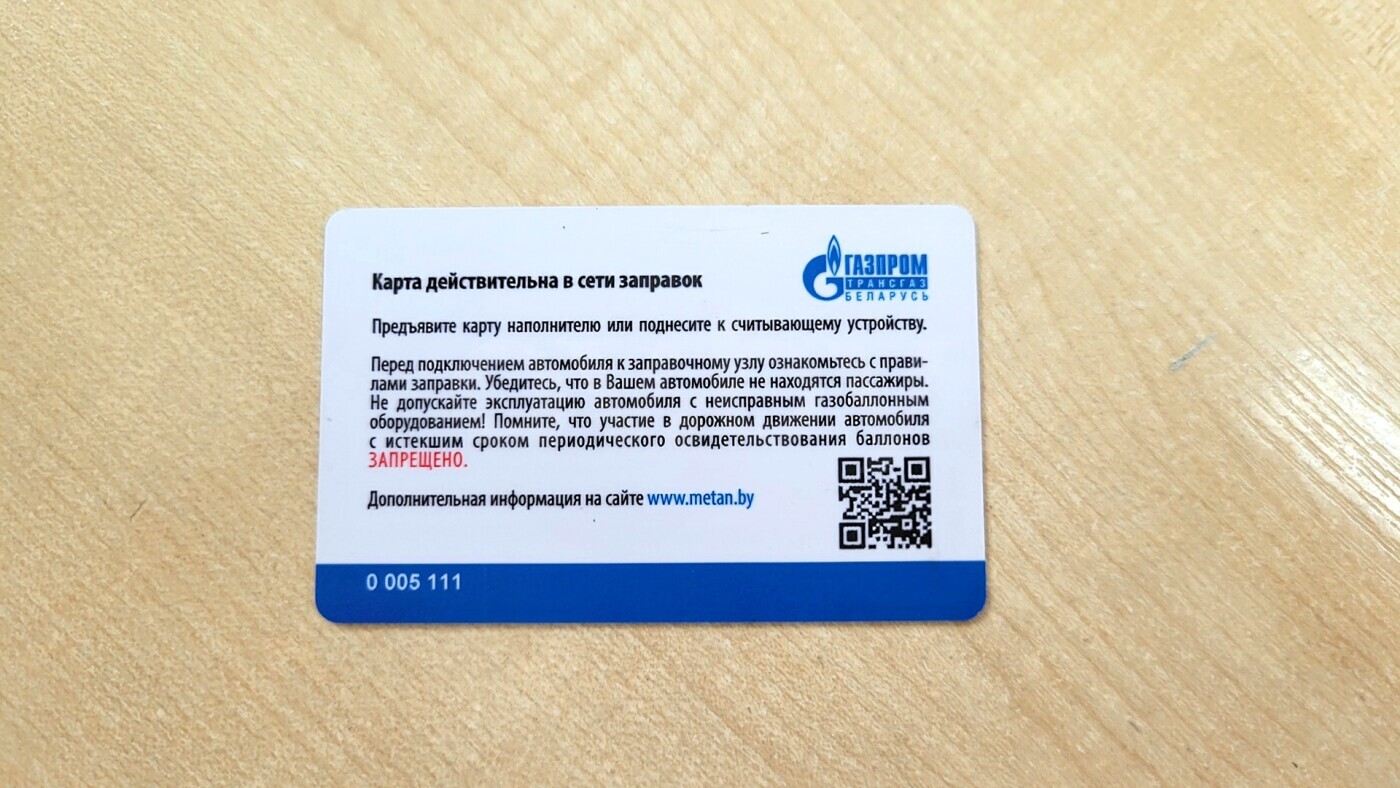 Карта действительна в сети заправок
ГАЗПРОМ
ТРАНСГАЗ
БЕЛАРУСЬ
Предъявите карту наполнителю или поднесите к считывающему устройству.
Перед подключением автомобиля к заправочному узлу ознакомьтесь с прави-
лами заправки. Убедитесь, что в Вашем автомобиле не находятся пассажиры.
Не допускайте эксплуатацию автомобиля с неисправным газобаллонным
оборудованием! Помните, что участие в дорожном движении автомобиля
с истекшим сроком периодического освидетельствования баллонов
ЗАПРЕЩЕНО.
Дополнительная информация на сайте www.metan.by
0 005 111